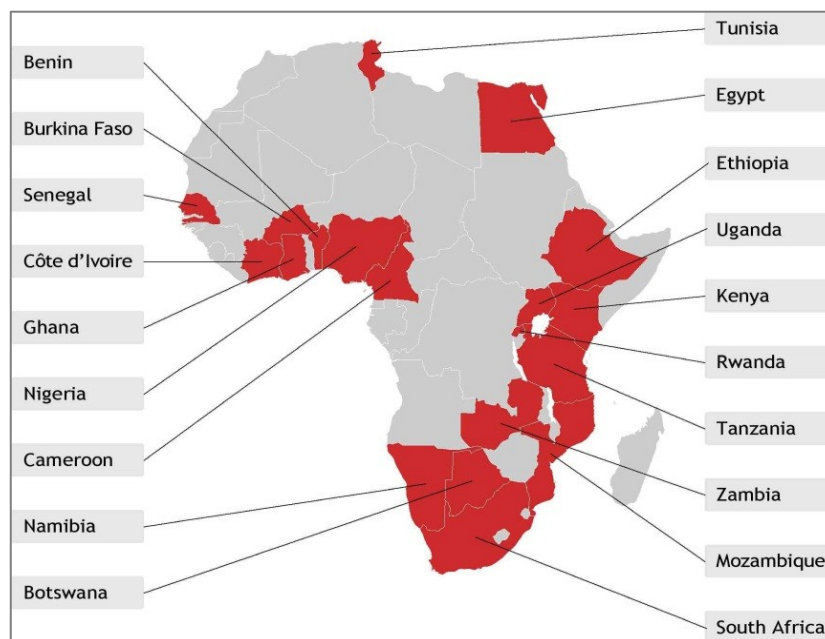 Benin
Burkina Faso
Senegal
Côte d'Ivoire
Ghana
Nigeria
Cameroon
Namibia
Botswana
Tunisia
Egypt
Ethiopia
Uganda
Kenya
Rwanda
Tanzania
Zambia
Mozambique
South Africa